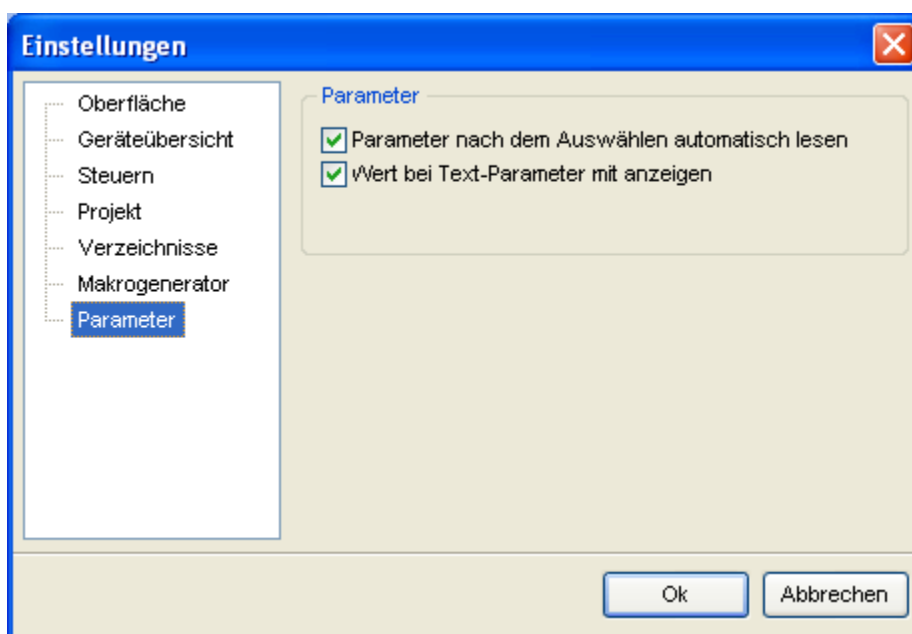 Einstellungen
Oberfläche
Geräteübersicht
Steuern
Projekt
Verzeichnisse
Makrogenerator
Parameter
Parameter
Parameter nach dem Auswählen automatisch lesen
Wert bei Text-Parameter mit anzeigen
Ok
Abbrechen